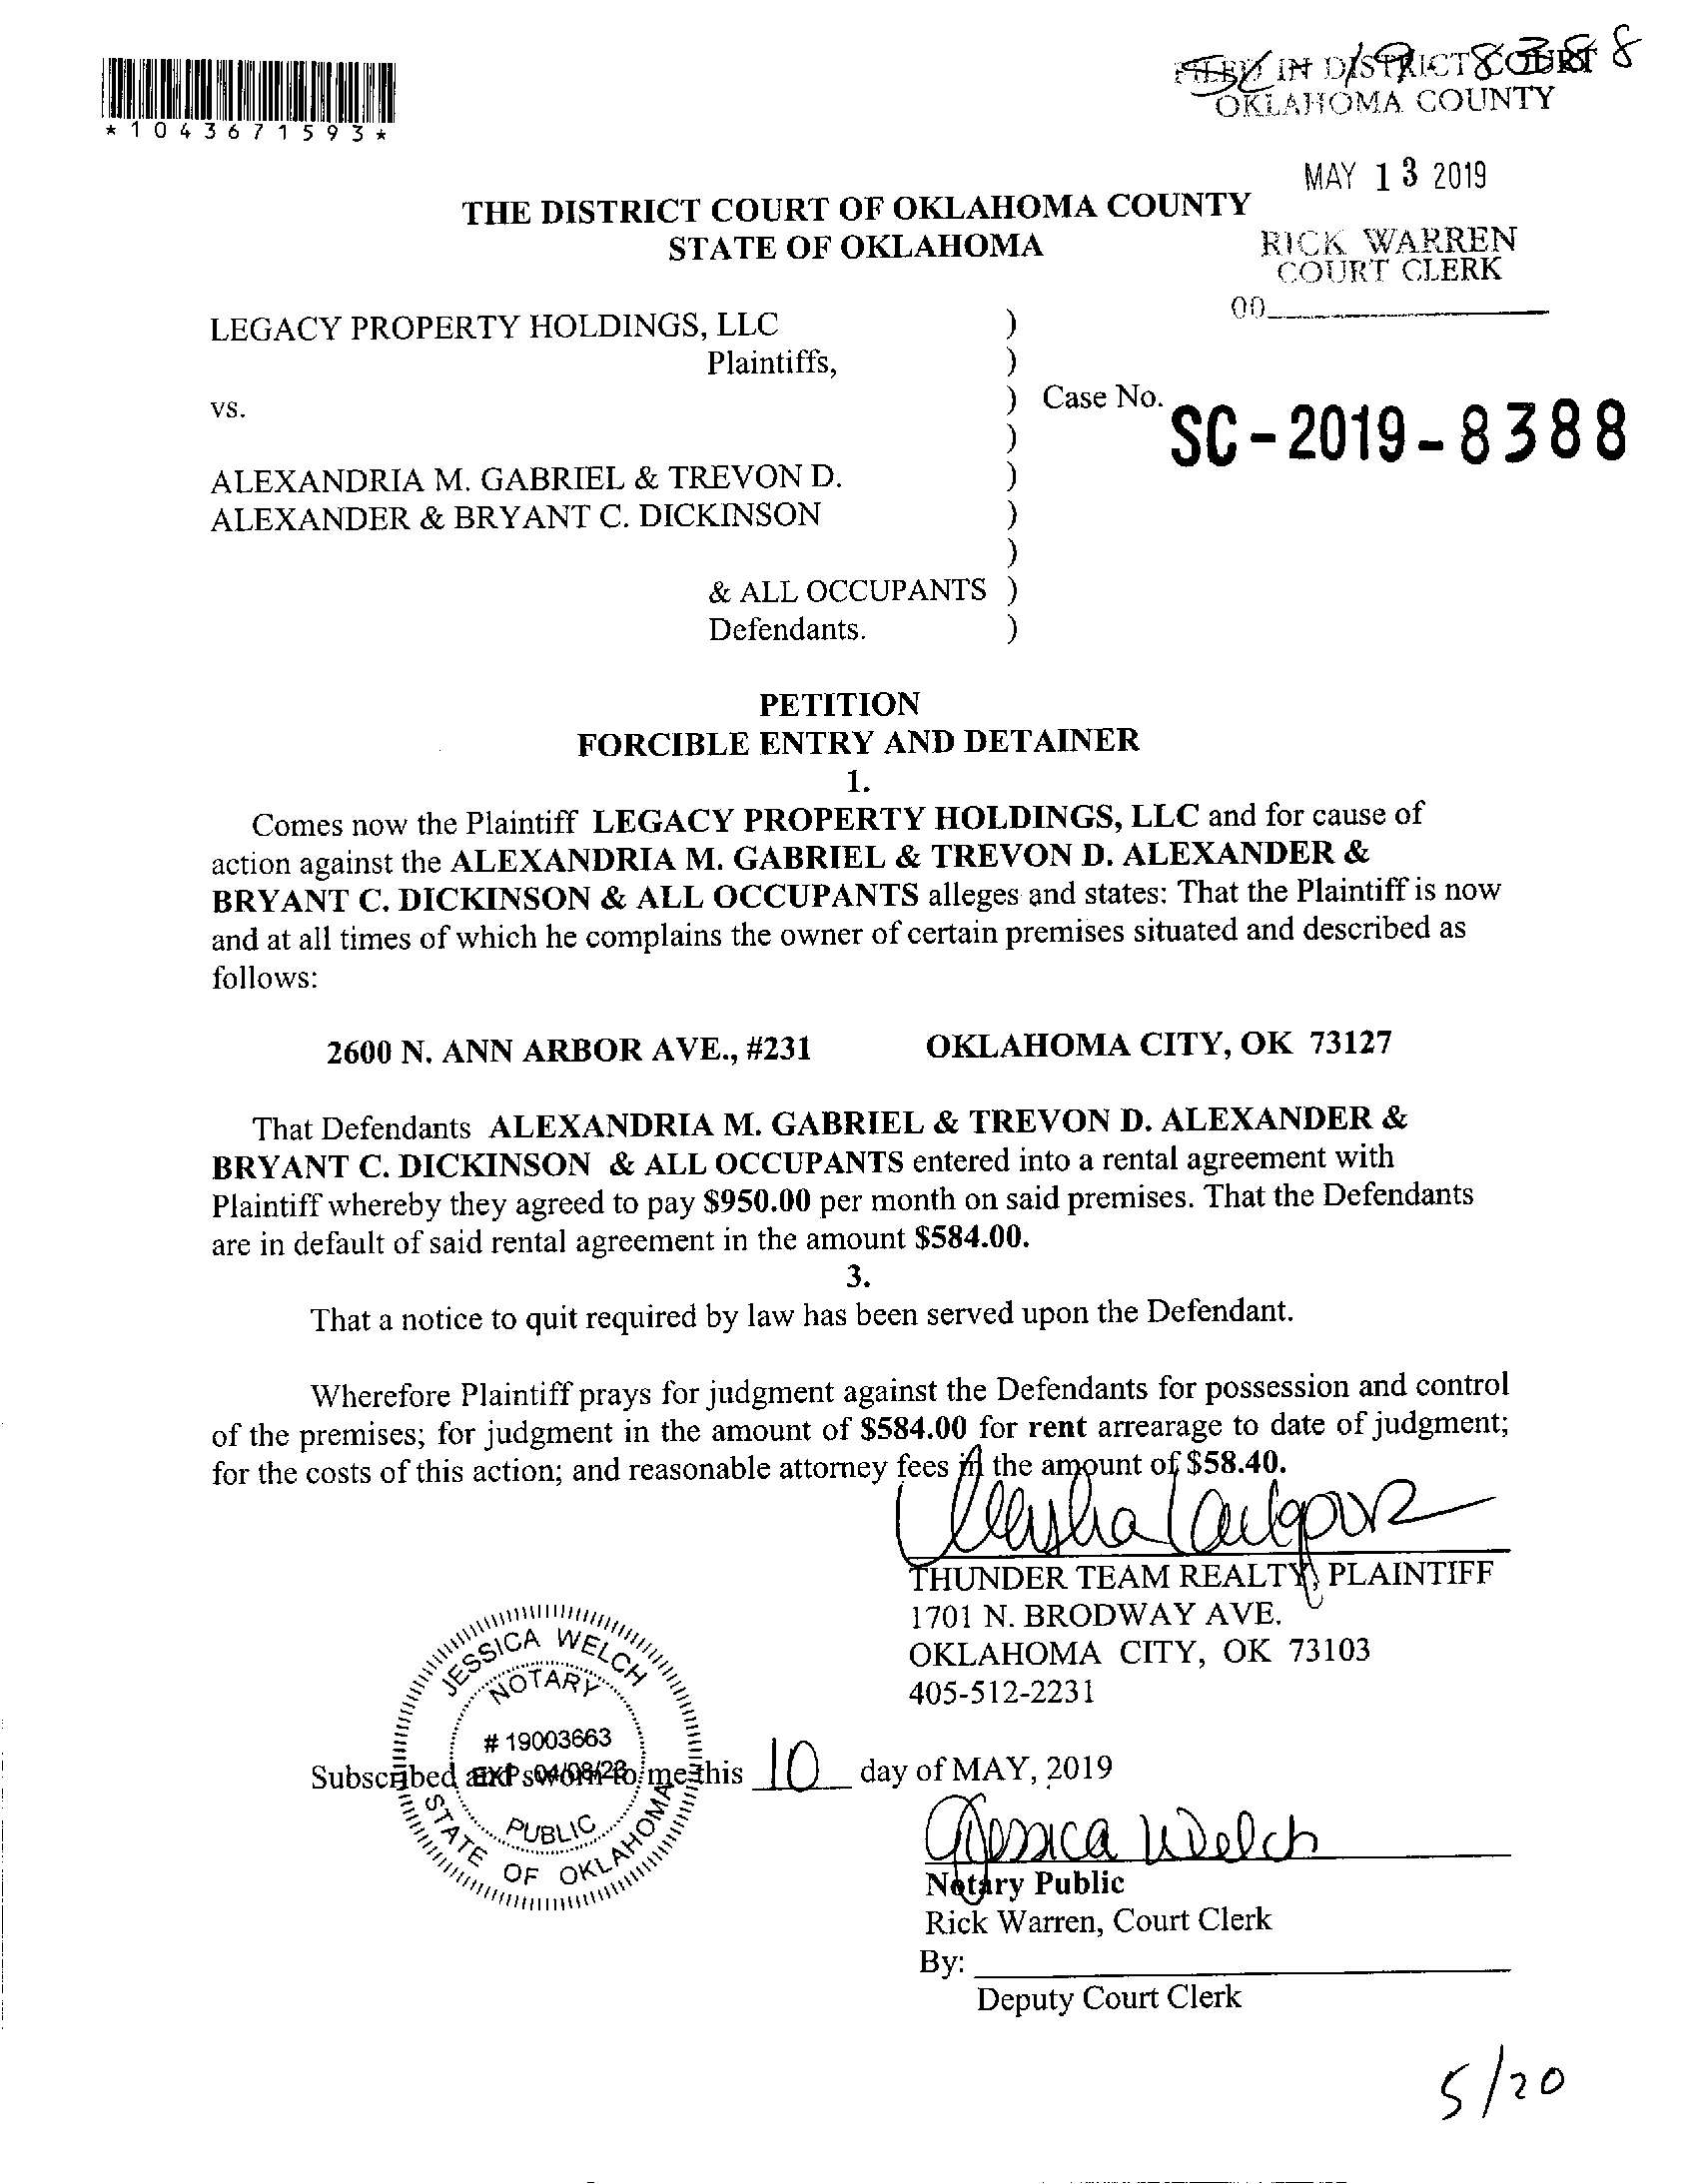 SC 19-8388
FILED IN DISTRICT COURT
OKLAHOMA COUNTY
*1043671593*
MAY 13 2019
THE DISTRICT COURT OF OKLAHOMA COUNTY
STATE OF OKLAHOMA
RICK WARREN
COURT CLERK
00
LEGACY PROPERTY HOLDINGS, LLC )
Plaintiffs, )
vs. ) Case No. SC-2019-8388
)
ALEXANDRIA M. GABRIEL & TREVON D. )
ALEXANDER & BRYANT C. DICKINSON )
)
& ALL OCCUPANTS )
Defendants. )
PETITION
FORCIBLE ENTRY AND DETAINER
1.
Comes now the Plaintiff LEGACY PROPERTY HOLDINGS, LLC and for cause of
action against the ALEXANDRIA M. GABRIEL & TREVON D. ALEXANDER &
BRYANT C. DICKINSON & ALL OCCUPANTS alleges and states: That the Plaintiff is now
and at all times of which he complains the owner of certain premises situated and described as
follows:
2600 N. ANN ARBOR AVE., #231 OKLAHOMA CITY, OK 73127
That Defendants ALEXANDRIA M. GABRIEL & TREVON D. ALEXANDER &
BRYANT C. DICKINSON & ALL OCCUPANTS entered into a rental agreement with
Plaintiff whereby they agreed to pay $950.00 per month on said premises. That the Defendants
are in default of said rental agreement in the amount $584.00.
3.
That a notice to quit required by law has been served upon the Defendant.
Wherefore Plaintiff prays for judgment against the Defendants for possession and control
of the premises; for judgment in the amount of $584.00 for rent arrearage to date of judgment;
for the costs of this action; and reasonable attorney fees in the amount of $58.40.
THUNDER TEAM REALTY, PLAINTIFF
1701 N. BRODWAY AVE.
OKLAHOMA CITY, OK 73103
405-512-2231
JESSICA WELCH
NOTARY
# 19003663
EXP 04/08/23
PUBLIC
STATE OF OKLAHOMA
Subscribed and sworn to me this 10 day of MAY, 2019
Jessica Welch
Notary Public
Rick Warren, Court Clerk
By:
Deputy Court Clerk
5/20